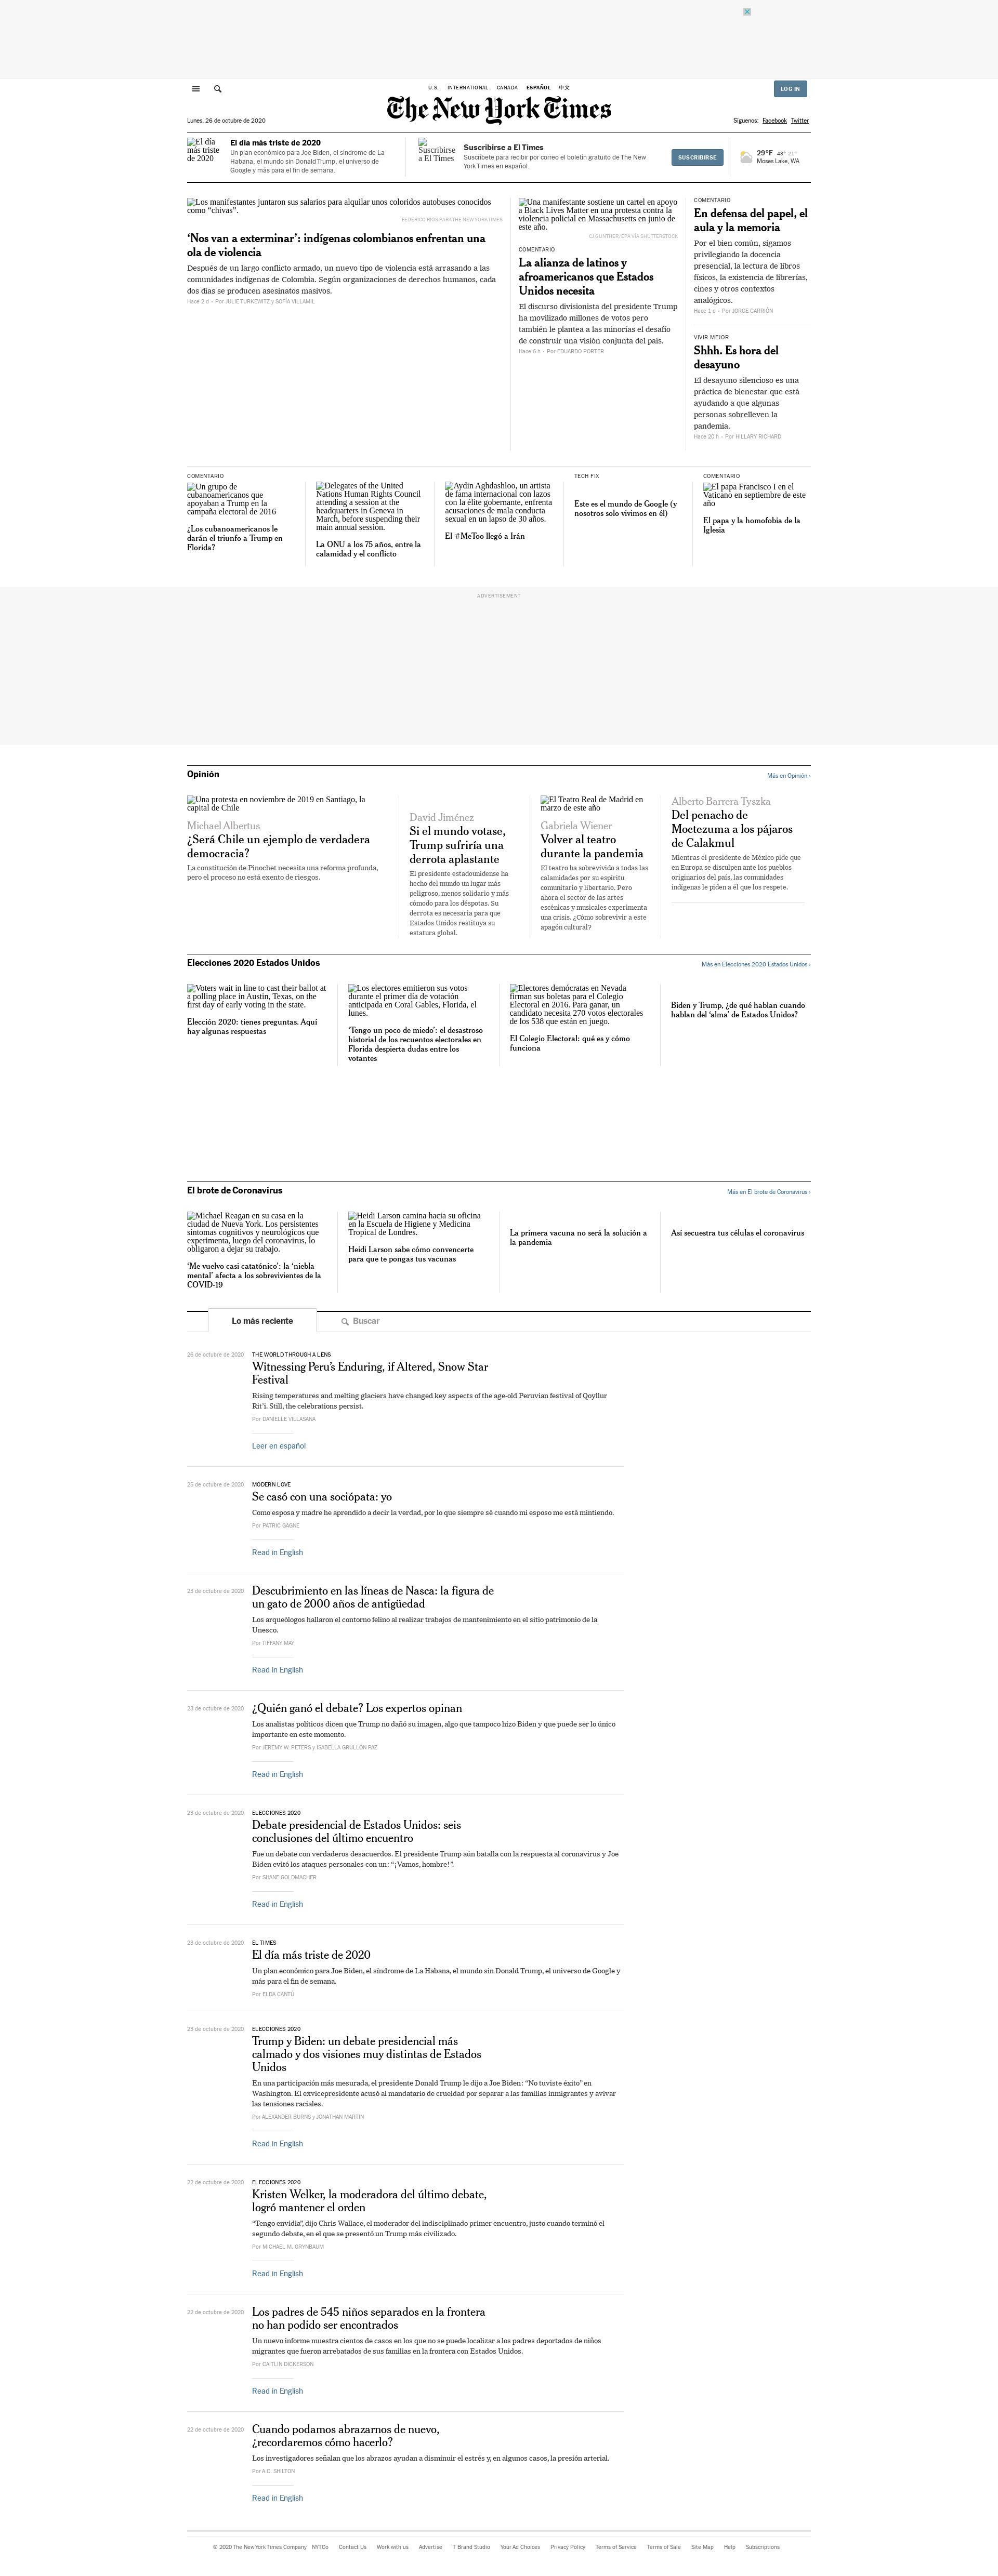 U.S. INTERNATIONAL CANADA ESPAÑOL 中文
LOG IN
The New York Times
Lunes, 26 de octubre de 2020
Síguenos: Facebook Twitter
El día
más triste
de 2020
El día más triste de 2020
Un plan económico para Joe Biden, el síndrome de La
Habana, el mundo sin Donald Trump, el universo de
Google y más para el fin de semana.
Suscribirse
a El Times
Suscribirse a El Times
Suscríbete para recibir por correo el boletín gratuito de The New
York Times en español.
SUSCRIBIRSE
29°F 43° 21°
Moses Lake, WA
Los manifestantes juntaron sus salarios para alquilar unos coloridos autobuses conocidos
como “chivas”.
FEDERICO RIOS PARA THE NEW YORK TIMES
‘Nos van a exterminar’: indígenas colombianos enfrentan una
ola de violencia
Después de un largo conflicto armado, un nuevo tipo de violencia está arrasando a las
comunidades indígenas de Colombia. Según organizaciones de derechos humanos, cada
dos días se producen asesinatos masivos.
Hace 2 d - Por JULIE TURKEWITZ y SOFÍA VILLAMIL
Una manifestante sostiene un cartel en apoyo
a Black Lives Matter en una protesta contra la
violencia policial en Massachusetts en junio de
este año.
CJ GUNTHER/EPA VÍA SHUTTERSTOCK
COMENTARIO
La alianza de latinos y
afroamericanos que Estados
Unidos necesita
El discurso divisionista del presidente Trump
ha movilizado millones de votos pero
también le plantea a las minorías el desafío
de construir una visión conjunta del país.
Hace 6 h - Por EDUARDO PORTER
COMENTARIO
En defensa del papel, el
aula y la memoria
Por el bien común, sigamos
privilegiando la docencia
presencial, la lectura de libros
físicos, la existencia de librerías,
cines y otros contextos
analógicos.
Hace 1 d - Por JORGE CARRIÓN
VIVIR MEJOR
Shhh. Es hora del
desayuno
El desayuno silencioso es una
práctica de bienestar que está
ayudando a que algunas
personas sobrelleven la
pandemia.
Hace 20 h - Por HILLARY RICHARD
COMENTARIO
Un grupo de
cubanoamericanos que
apoyaban a Trump en la
campaña electoral de 2016
¿Los cubanoamericanos le
darán el triunfo a Trump en
Florida?
Delegates of the United
Nations Human Rights Council
attending a session at the
headquarters in Geneva in
March, before suspending their
main annual session.
La ONU a los 75 años, entre la
calamidad y el conflicto
Aydin Aghdashloo, un artista
de fama internacional con lazos
con la élite gobernante, enfrenta
acusaciones de mala conducta
sexual en un lapso de 30 años.
El #MeToo llegó a Irán
TECH FIX
Este es el mundo de Google (y
nosotros solo vivimos en él)
COMENTARIO
El papa Francisco I en el
Vaticano en septiembre de este
año
El papa y la homofobia de la
Iglesia
ADVERTISEMENT
Opinión
Más en Opinión ›
Una protesta en noviembre de 2019 en Santiago, la
capital de Chile
Michael Albertus
¿Será Chile un ejemplo de verdadera
democracia?
La constitución de Pinochet necesita una reforma profunda,
pero el proceso no está exento de riesgos.
David Jiménez
Si el mundo votase,
Trump sufriría una
derrota aplastante
El presidente estadounidense ha
hecho del mundo un lugar más
peligroso, menos solidario y más
cómodo para los déspotas. Su
derrota es necesaria para que
Estados Unidos restituya su
estatura global.
El Teatro Real de Madrid en
marzo de este año
Gabriela Wiener
Volver al teatro
durante la pandemia
El teatro ha sobrevivido a todas las
calamidades por su espíritu
comunitario y libertario. Pero
ahora el sector de las artes
escénicas y musicales experimenta
una crisis. ¿Cómo sobrevivir a este
apagón cultural?
Alberto Barrera Tyszka
Del penacho de
Moctezuma a los pájaros
de Calakmul
Mientras el presidente de México pide que
en Europa se disculpen ante los pueblos
originarios del país, las comunidades
indígenas le piden a él que los respete.
Elecciones 2020 Estados Unidos
Más en Elecciones 2020 Estados Unidos ›
Voters wait in line to cast their ballot at
a polling place in Austin, Texas, on the
first day of early voting in the state.
Elección 2020: tienes preguntas. Aquí
hay algunas respuestas
Los electores emitieron sus votos
durante el primer día de votación
anticipada en Coral Gables, Florida, el
lunes.
‘Tengo un poco de miedo’: el desastroso
historial de los recuentos electorales en
Florida despierta dudas entre los
votantes
Electores demócratas en Nevada
firman sus boletas para el Colegio
Electoral en 2016. Para ganar, un
candidato necesita 270 votos electorales
de los 538 que están en juego.
El Colegio Electoral: qué es y cómo
funciona
Biden y Trump, ¿de qué hablan cuando
hablan del ‘alma’ de Estados Unidos?
El brote de Coronavirus
Más en El brote de Coronavirus ›
Michael Reagan en su casa en la
ciudad de Nueva York. Los persistentes
síntomas cognitivos y neurológicos que
experimenta, luego del coronavirus, lo
obligaron a dejar su trabajo.
‘Me vuelvo casi catatónico’: la ‘niebla
mental’ afecta a los sobrevivientes de la
COVID-19
Heidi Larson camina hacia su oficina
en la Escuela de Higiene y Medicina
Tropical de Londres.
Heidi Larson sabe cómo convencerte
para que te pongas tus vacunas
La primera vacuna no será la solución a
la pandemia
Así secuestra tus células el coronavirus
Lo más reciente
Buscar
26 de octubre de 2020
THE WORLD THROUGH A LENS
Witnessing Peru’s Enduring, if Altered, Snow Star
Festival
Rising temperatures and melting glaciers have changed key aspects of the age-old Peruvian festival of Qoyllur
Rit’i. Still, the celebrations persist.
Por DANIELLE VILLASANA
Leer en español
25 de octubre de 2020
MODERN LOVE
Se casó con una sociópata: yo
Como esposa y madre he aprendido a decir la verdad, por lo que siempre sé cuando mi esposo me está mintiendo.
Por PATRIC GAGNE
Read in English
23 de octubre de 2020
Descubrimiento en las líneas de Nasca: la figura de
un gato de 2000 años de antigüedad
Los arqueólogos hallaron el contorno felino al realizar trabajos de mantenimiento en el sitio patrimonio de la
Unesco.
Por TIFFANY MAY
Read in English
23 de octubre de 2020
¿Quién ganó el debate? Los expertos opinan
Los analistas políticos dicen que Trump no dañó su imagen, algo que tampoco hizo Biden y que puede ser lo único
importante en este momento.
Por JEREMY W. PETERS y ISABELLA GRULLÓN PAZ
Read in English
23 de octubre de 2020
ELECCIONES 2020
Debate presidencial de Estados Unidos: seis
conclusiones del último encuentro
Fue un debate con verdaderos desacuerdos. El presidente Trump aún batalla con la respuesta al coronavirus y Joe
Biden evitó los ataques personales con un: “¡Vamos, hombre!”.
Por SHANE GOLDMACHER
Read in English
23 de octubre de 2020
EL TIMES
El día más triste de 2020
Un plan económico para Joe Biden, el síndrome de La Habana, el mundo sin Donald Trump, el universo de Google y
más para el fin de semana.
Por ELDA CANTÚ
23 de octubre de 2020
ELECCIONES 2020
Trump y Biden: un debate presidencial más
calmado y dos visiones muy distintas de Estados
Unidos
En una participación más mesurada, el presidente Donald Trump le dijo a Joe Biden: “No tuviste éxito” en
Washington. El exvicepresidente acusó al mandatario de crueldad por separar a las familias inmigrantes y avivar
las tensiones raciales.
Por ALEXANDER BURNS y JONATHAN MARTIN
Read in English
22 de octubre de 2020
ELECCIONES 2020
Kristen Welker, la moderadora del último debate,
logró mantener el orden
“Tengo envidia”, dijo Chris Wallace, el moderador del indisciplinado primer encuentro, justo cuando terminó el
segundo debate, en el que se presentó un Trump más civilizado.
Por MICHAEL M. GRYNBAUM
Read in English
22 de octubre de 2020
Los padres de 545 niños separados en la frontera
no han podido ser encontrados
Un nuevo informe muestra cientos de casos en los que no se puede localizar a los padres deportados de niños
migrantes que fueron arrebatados de sus familias en la frontera con Estados Unidos.
Por CAITLIN DICKERSON
Read in English
22 de octubre de 2020
Cuando podamos abrazarnos de nuevo,
¿recordaremos cómo hacerlo?
Los investigadores señalan que los abrazos ayudan a disminuir el estrés y, en algunos casos, la presión arterial.
Por A.C. SHILTON
Read in English
© 2020 The New York Times Company NYTCo Contact Us Work with us Advertise T Brand Studio Your Ad Choices Privacy Policy Terms of Service Terms of Sale Site Map Help Subscriptions